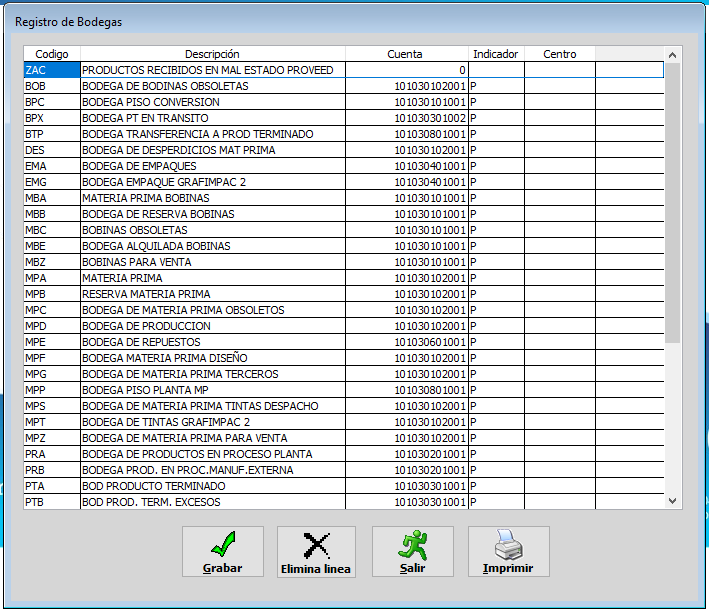 Registro de Bodegas
Codigo Descripción Cuenta Indicador Centro
ZAC PRODUCTOS RECIBIDOS EN MAL ESTADO PROVEED 0
BOB BODEGA DE BODINAS OBSOLETAS 101030102001 P
BPC BODEGA PISO CONVERSION 101030101001 P
BPX BODEGA PT EN TRANSITO 101030301002 P
BTP BODEGA TRANSFERENCIA A PROD TERMINADO 101030801001 P
DES BODEGA DE DESPERDICIOS MAT PRIMA 101030102001 P
EMA BODEGA DE EMPAQUES 101030401001 P
EMG BODEGA EMPAQUE GRAFIMPAC 2 101030401001 P
MBA MATERIA PRIMA BOBINAS 101030101001 P
MBB BODEGA DE RESERVA BOBINAS 101030101001 P
MBC BOBINAS OBSOLETAS 101030101001 P
MBE BODEGA ALQUILADA BOBINAS 101030101001 P
MBZ BOBINAS PARA VENTA 101030101001 P
MPA MATERIA PRIMA 101030102001 P
MPB RESERVA MATERIA PRIMA 101030102001 P
MPC BODEGA DE MATERIA PRIMA OBSOLETOS 101030102001 P
MPD BODEGA DE PRODUCCION 101030102001 P
MPE BODEGA DE REPUESTOS 101030601001 P
MPF BODEGA MATERIA PRIMA DISEÑO 101030102001 P
MPG BODEGA DE MATERIA PRIMA TERCEROS 101030102001 P
MPP BODEGA PISO PLANTA MP 101030801001 P
MPS BODEGA DE MATERIA PRIMA TINTAS DESPACHO 101030102001 P
MPT BODEGA DE TINTAS GRAFIMPAC 2 101030102001 P
MPZ BODEGA DE MATERIA PRIMA PARA VENTA 101030102001 P
PRA BODEGA DE PRODUCTOS EN PROCESO PLANTA 101030201001 P
PRB BODEGA PROD. EN PROC.MANUF.EXTERNA 101030201001 P
PTA BOD PRODUCTO TERMINADO 101030301001 P
PTB BOD PROD. TERM. EXCESOS 101030301001 P
Grabar Elimina linea Salir Imprimir